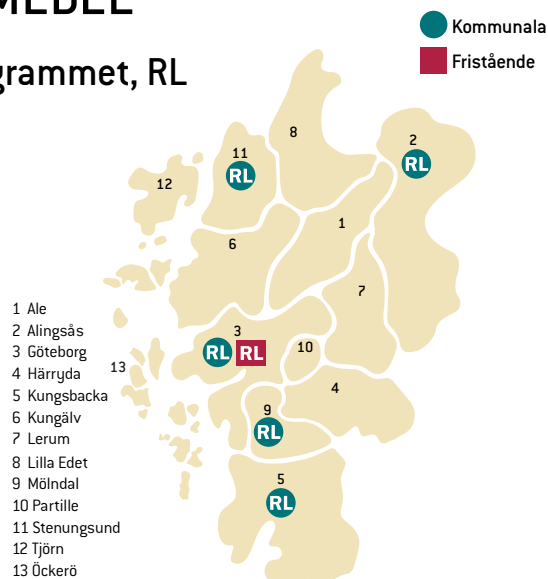 Kommunala
Fristående
grammet, RL
8
2
11
RL
RL
12
1
6
7
1 Ale
2 Alingsås
3 Göteborg
4 Härryda
5 Kungsbacka
6 Kungälv
7 Lerum
8 Lilla Edet
9 Mölndal
10 Partille
11 Stenungsund
12 Tjörn
13 Öckerö
3
RL RL
10
13
4
9
RL
5
RL